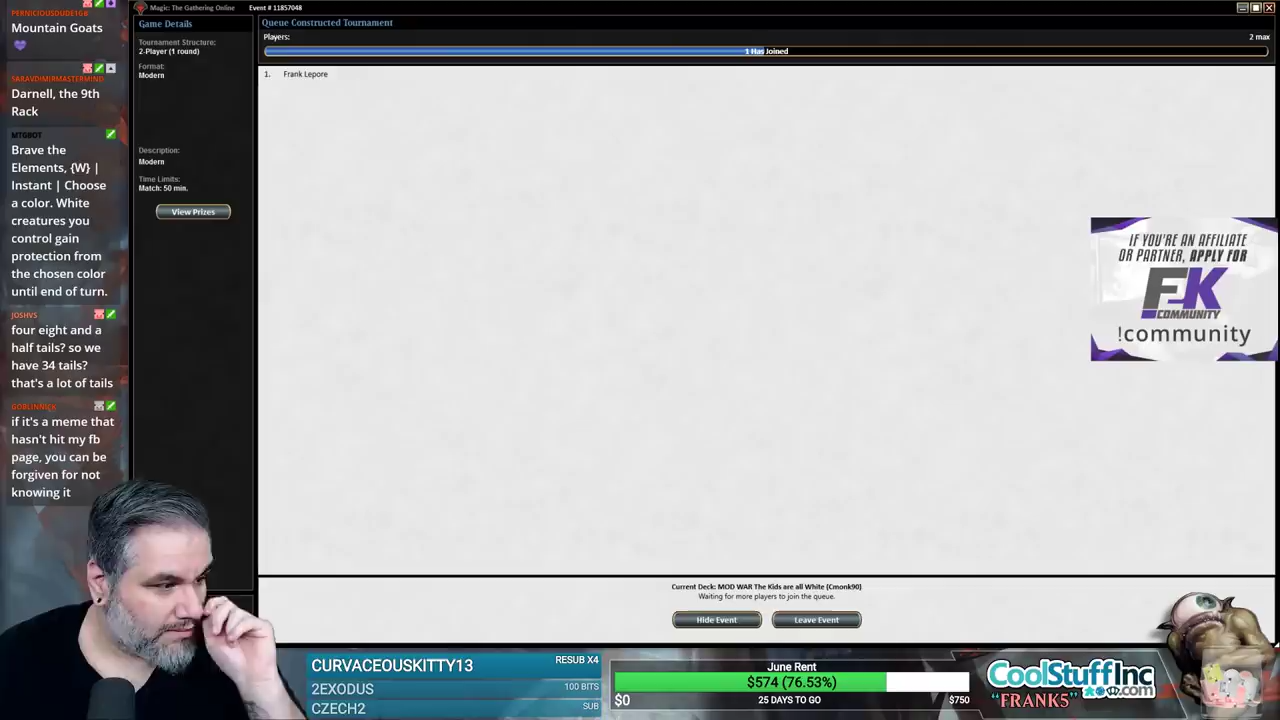 PERNICIOUSDUDE168
Mountain Goats
SARAVDIMIRMASTERMIND
Darnell, the 9th
Rack
MTGBOT
Brave the
Elements, {W} |
Instant | Choose
a color. White
creatures you
control gain
protection from
the chosen color
until end of turn.
JOSHVS
four eight and a
half tails? so we
have 34 tails?
that's a lot of tails
GOBLINNICK
if it's a meme that
hasn't hit my fb
page, you can be
forgiven for not
knowing it
Magic: The Gathering Online Event # 11857048
Game Details
Tournament Structure:
2-Player (1 round)
Format:
Modern
Description:
Modern
Time Limits:
Match: 50 min.
View Prizes
Queue Constructed Tournament
Players: 2 max
1 Has Joined
1. Frank Lepore
IF YOU'RE AN AFFILIATE
OR PARTNER, APPLY FOR
FK
COMMUNITY
!community
Current Deck: MOD WAR The Kids are all White (Cmonk90)
Waiting for more players to join the queue.
Hide Event Leave Event
CURVACEOUSKITTY13 RESUB X4
2EXODUS 100 BITS
CZECH2 SUB
June Rent
$574 (76.53%)
$0 25 DAYS TO GO $750
CoolStuffInc
.com
"FRANK5"